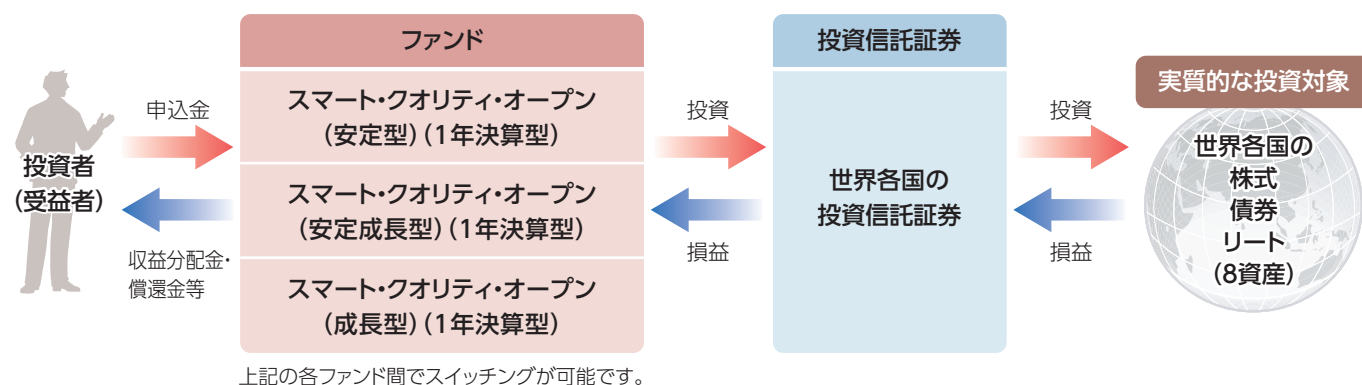 投資者
(受益者)
申込金
収益分配金・
償還金等
ファンド
スマート・クオリティ・オープン
(安定型)(1年決算型)
スマート・クオリティ・オープン
(安定成長型)(1年決算型)
スマート・クオリティ・オープン
(成長型)(1年決算型)
上記の各ファンド間でスイッチングが可能です。
投資
損益
投資信託証券
世界各国の
投資信託証券
投資
損益
実質的な投資対象
世界各国の
株式
債券
リート
(8資産)